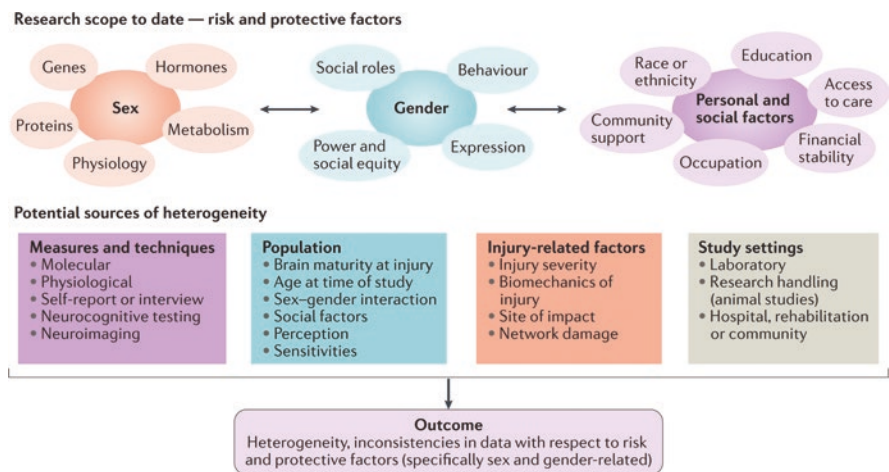 Research scope to date — risk and protective factors
Genes
Hormones
Sex
Proteins
Metabolism
Physiology
Social roles
Behaviour
Gender
Power and
social equity
Expression
Race or
ethnicity
Education
Access
to care
Personal and
social factors
Community
support
Financial
stability
Occupation
Potential sources of heterogeneity
Measures and techniques
• Molecular
• Physiological
• Self-report or interview
• Neurocognitive testing
• Neuroimaging
Population
• Brain maturity at injury
• Age at time of study
• Sex–gender interaction
• Social factors
• Perception
• Sensitivities
Injury-related factors
• Injury severity
• Biomechanics of
injury
• Site of impact
• Network damage
Study settings
• Laboratory
• Research handling
(animal studies)
• Hospital, rehabilitation
or community
Outcome
Heterogeneity, inconsistencies in data with respect to risk
and protective factors (specifically sex and gender-related)